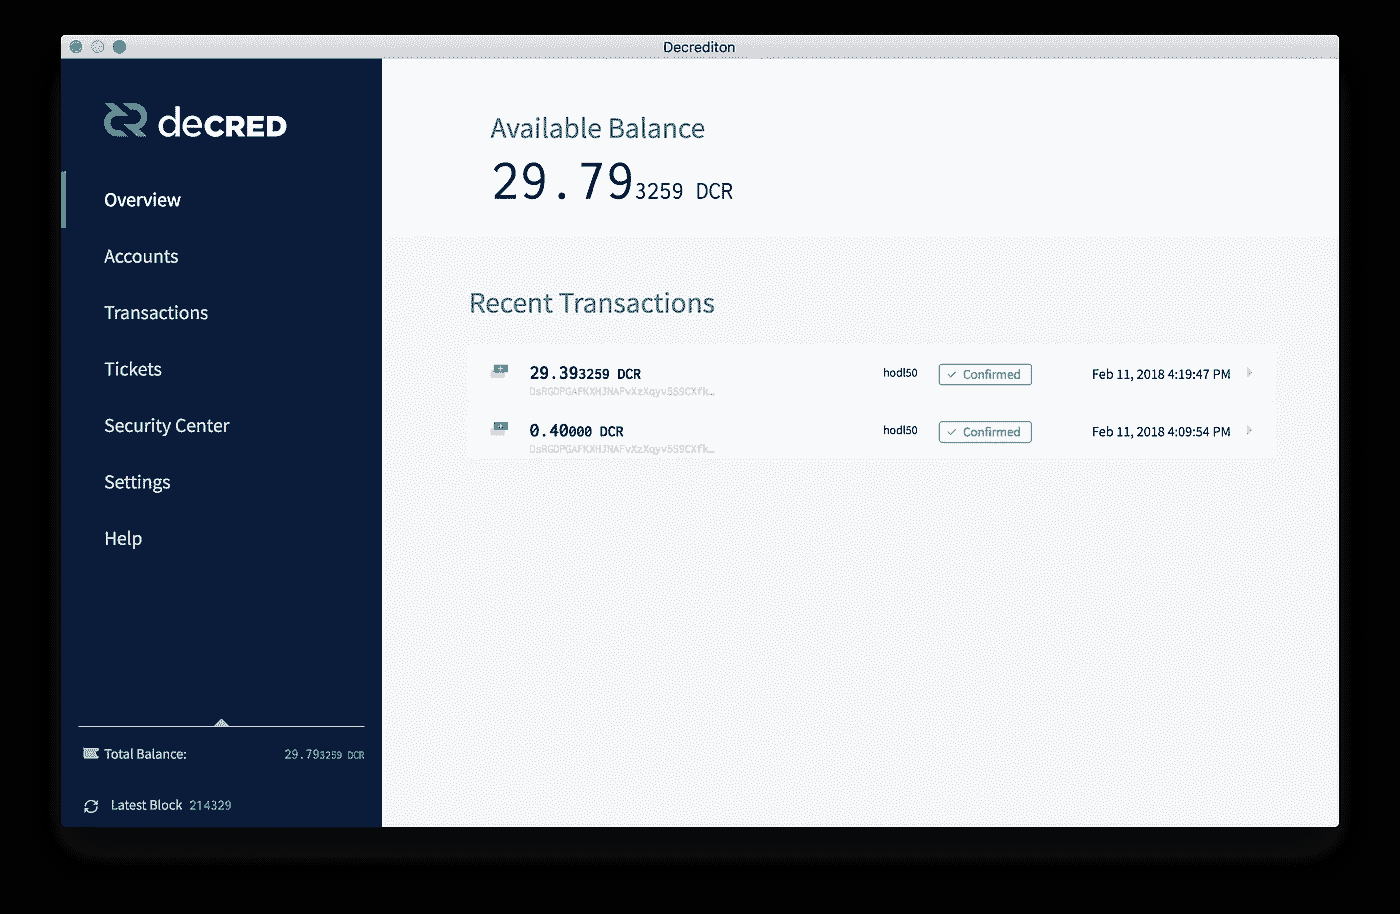 Decrediton
decRED
Overview
Accounts
Transactions
Tickets
Security Center
Settings
Help
Total Balance: 29.793259 DCR
Latest Block 214329
Available Balance
29.793259 DCR
Recent Transactions
29.393259 DCR hodl50 ✓ Confirmed Feb 11, 2018 4:19:47 PM
0.40000 DCR hodl50 ✓ Confirmed Feb 11, 2018 4:09:54 PM